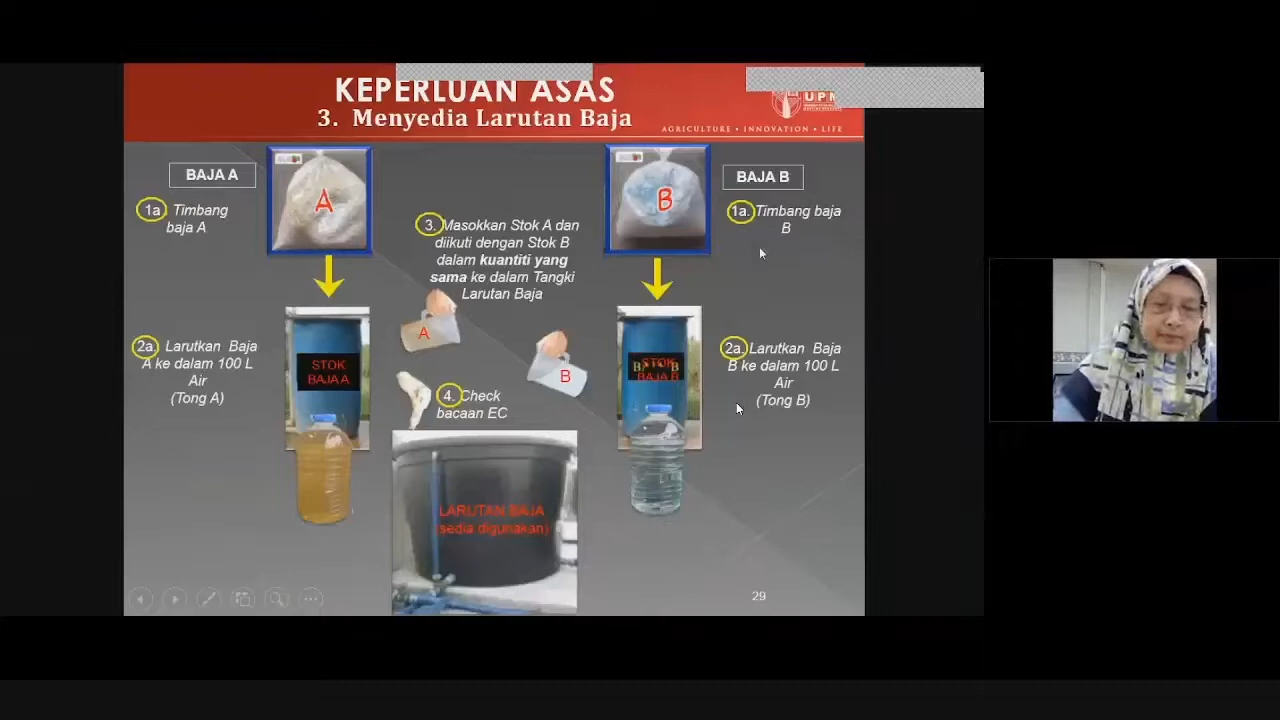 KEPERLUAN ASAS
3. Menyedia Larutan Baja
UPM
AGRICULTURE • INNOVATION • LIFE
BAJA A
1a. Timbang
baja A
A
3. Masokkan Stok A dan
diikuti dengan Stok B
dalam kuantiti yang
sama ke dalam Tangki
Larutan Baja
B
BAJA B
1a. Timbang baja
B
2a. Larutkan Baja
A ke dalam 100 L
Air
(Tong A)
STOK
BAJA A
A
B
4. Check
bacaan EC
STOK
BAJA B
2a. Larutkan Baja
B ke dalam 100 L
Air
(Tong B)
LARUTAN BAJA
(sedia digunakan)
29